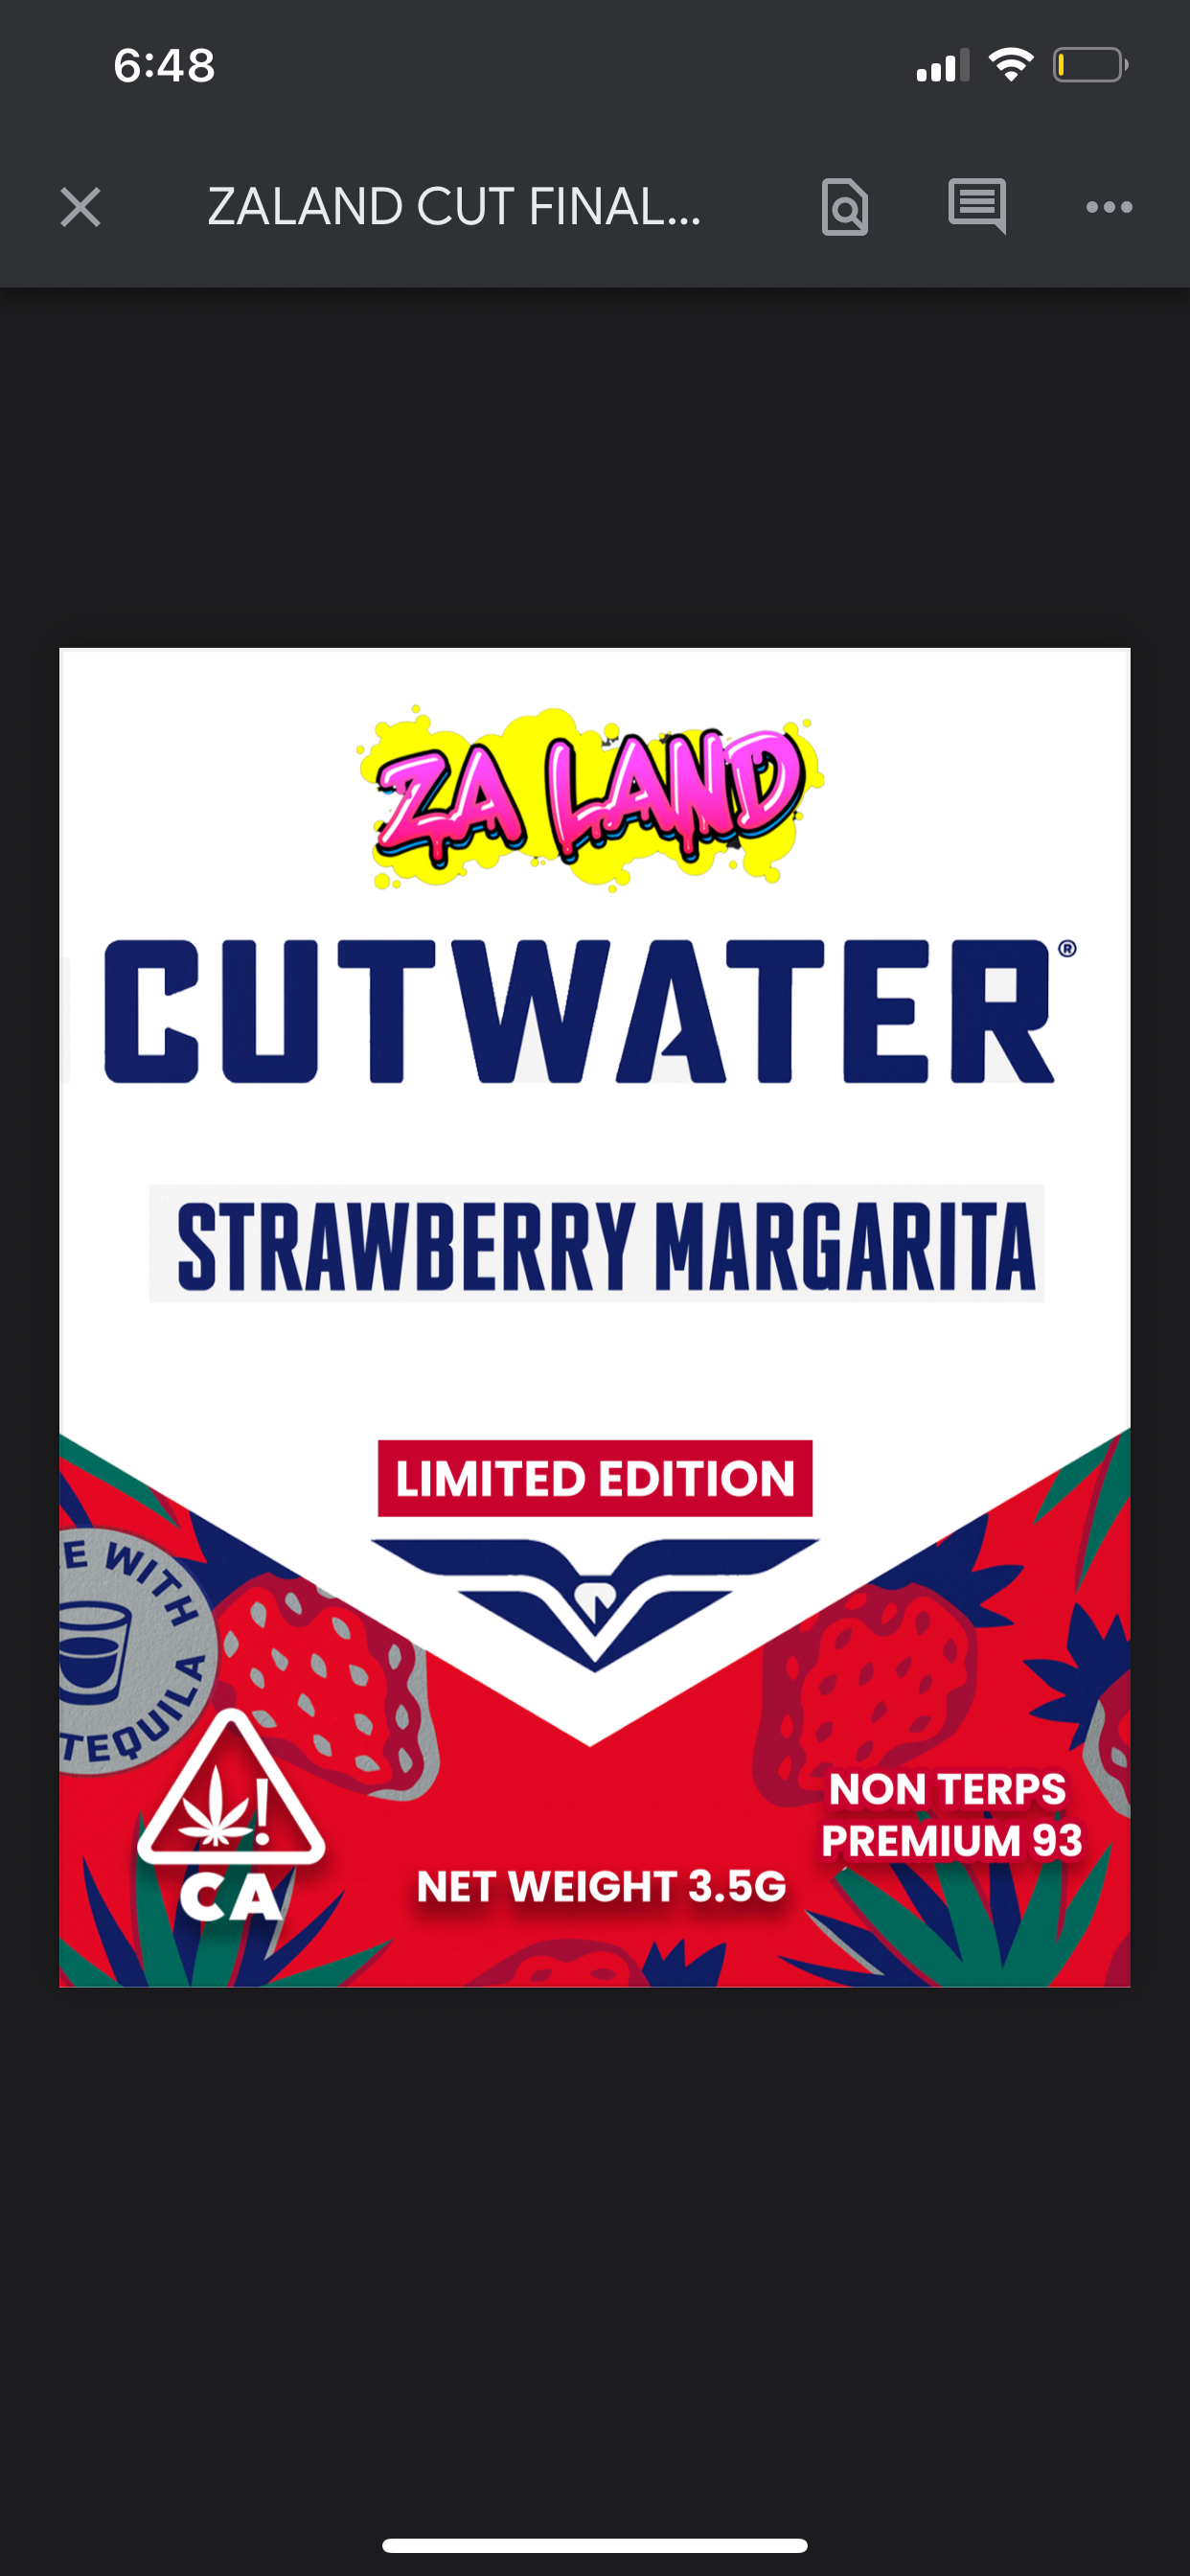 6:48
ZALAND CUT FINAL...
ZA LAND
CUTWATER®
STRAWBERRY MARGARITA
LIMITED EDITION
E WITH
TEQUILA
NON TERPS
PREMIUM 93
!
CA
NET WEIGHT 3.5G